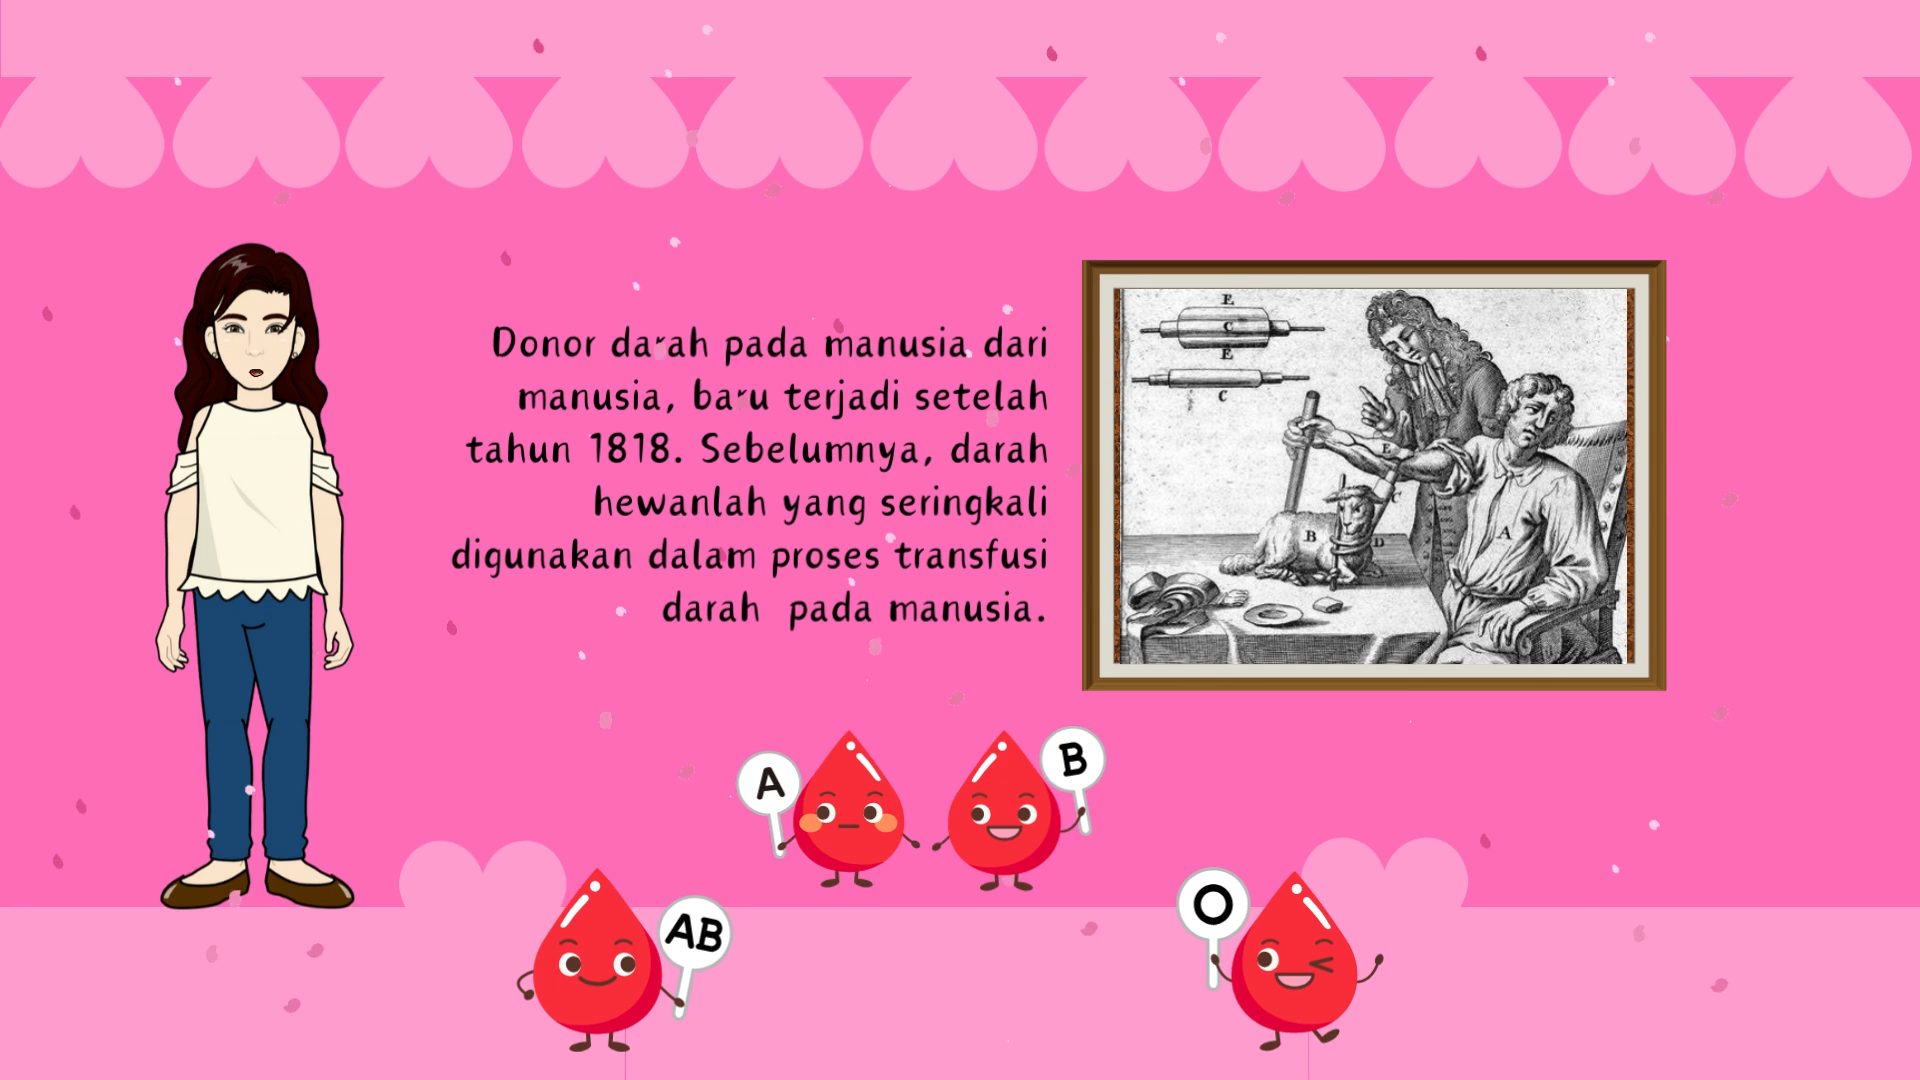 Donor darah pada manusia dari
manusia, baru terjadi setelah
tahun 1818. Sebelumnya, darah
hewanlah yang seringkali
digunakan dalam proses transfusi
darah  pada manusia.
E
C
E
C
E
C
B
D
A
A
B
AB
O